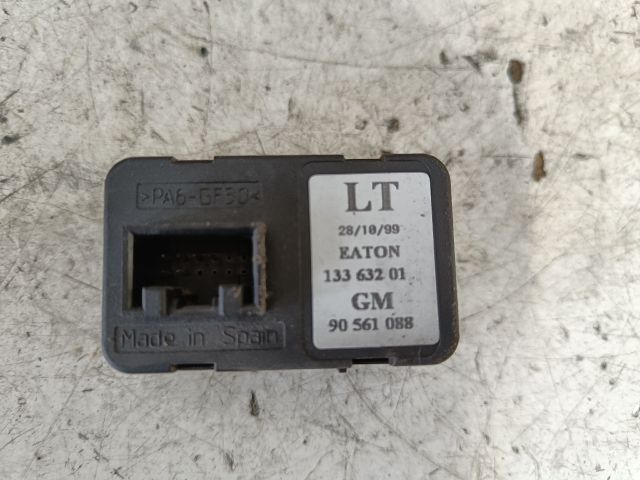 >PA6-GF30<
Made in Spain
LT
28/10/99
EATON
133 632 01
GM
90 561 088